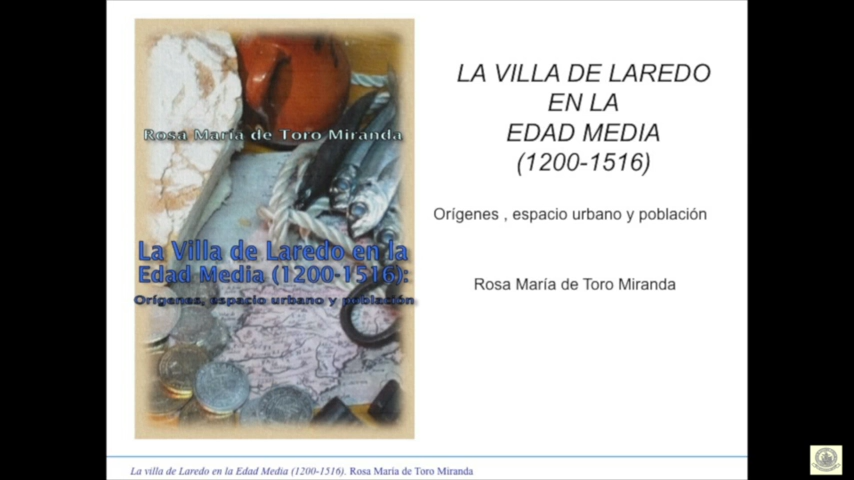 Rosa María de Toro Miranda
La Villa de Laredo en la
Edad Media (1200-1516):
Orígenes, espacio urbano y población
LA VILLA DE LAREDO
EN LA
EDAD MEDIA
(1200-1516)
Orígenes , espacio urbano y población
Rosa María de Toro Miranda
La villa de Laredo en la Edad Media (1200-1516). Rosa María de Toro Miranda